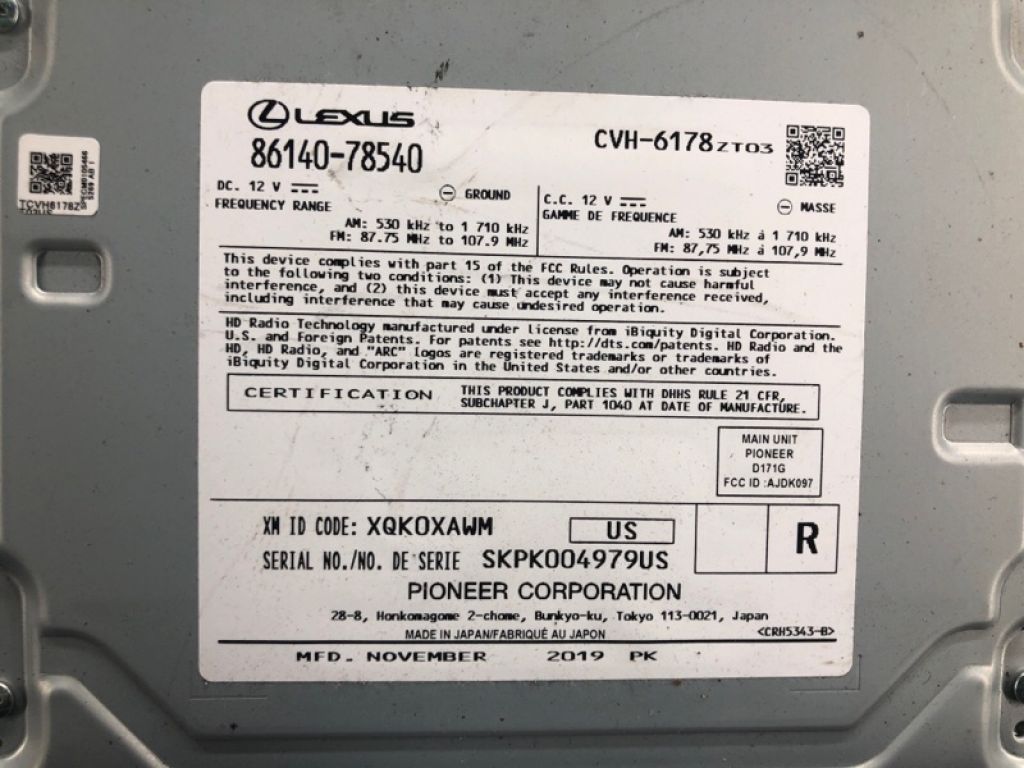 LEXUS
86140-78540
CVH-6178ZT03
DC. 12 V
GROUND
FREQUENCY RANGE
AM: 530 kHz to 1 710 kHz
FM: 87.75 MHz to 107.9 MHz
C.C. 12 V
MASSE
GAMME DE FREQUENCE
AM: 530 kHz à 1 710 kHz
FM: 87,75 MHz à 107,9 MHz
This device complies with part 15 of the FCC Rules. Operation is subject
to the following two conditions: (1) This device may not cause harmful
interference, and (2) this device must accept any interference received,
including interference that may cause undesired operation.
HD Radio Technology manufactured under license from iBiquity Digital Corporation.
U.S. and Foreign Patents. For patents see http://dts.com/patents. HD Radio and the
HD, HD Radio, and "ARC" logos are registered trademarks or trademarks of
iBiquity Digital Corporation in the United States and/or other countries.
CERTIFICATION
THIS PRODUCT COMPLIES WITH DHHS RULE 21 CFR,
SUBCHAPTER J, PART 1040 AT DATE OF MANUFACTURE.
MAIN UNIT
PIONEER
D171G
FCC ID :AJDK097
XM ID CODE: XQK0XAWM
US
R
SERIAL NO./NO. DE SERIE SKPK004979US
PIONEER CORPORATION
28-8, Honkomagome 2-chome, Bunkyo-ku, Tokyo 113-0021, Japan
MADE IN JAPAN/FABRIQUÉ AU JAPON
<CRH5343-B>
MFD. NOVEMBER 2019 PK
TCVH6178Z